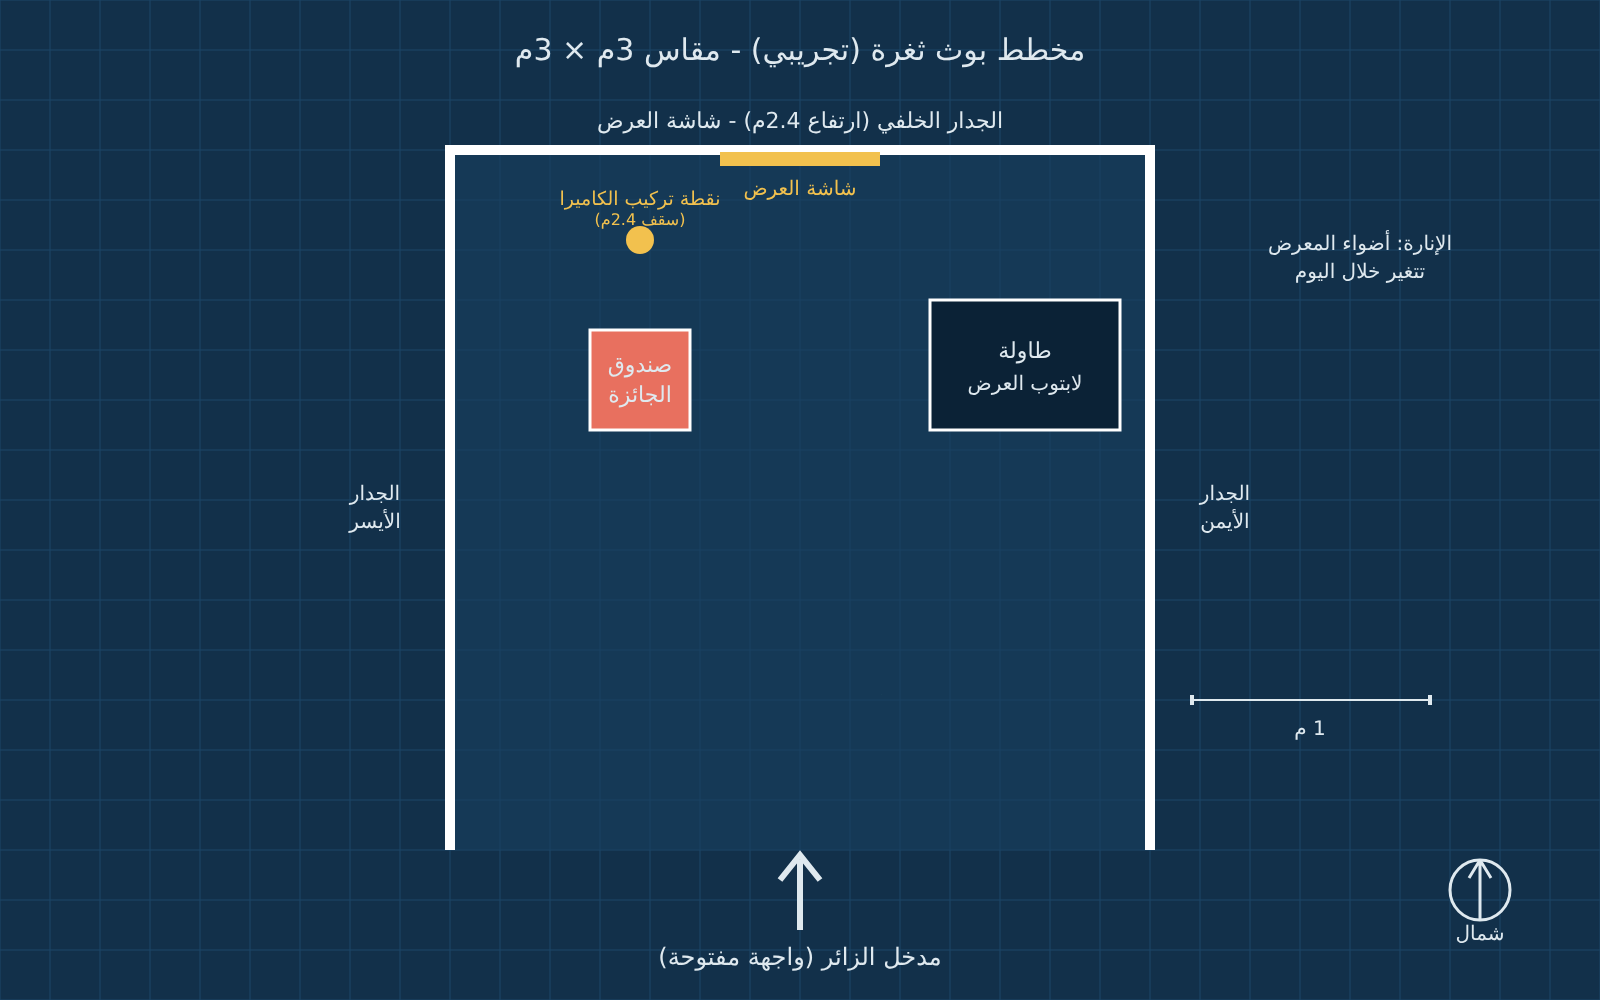 مخطط بوث ثغرة (تجريبي) - مقاس 3م × 3م
الجدار الخلفي (ارتفاع 2.4م) - شاشة العرض
شاشة العرض
نقطة تركيب الكاميرا
(سقف 2.4م)
الإنارة: أضواء المعرض
تتغير خلال اليوم
طاولة
لابتوب العرض
صندوق
الجائزة
الجدار
الأيمن
الجدار
الأيسر
1 م
شمال
مدخل الزائر (واجهة مفتوحة)